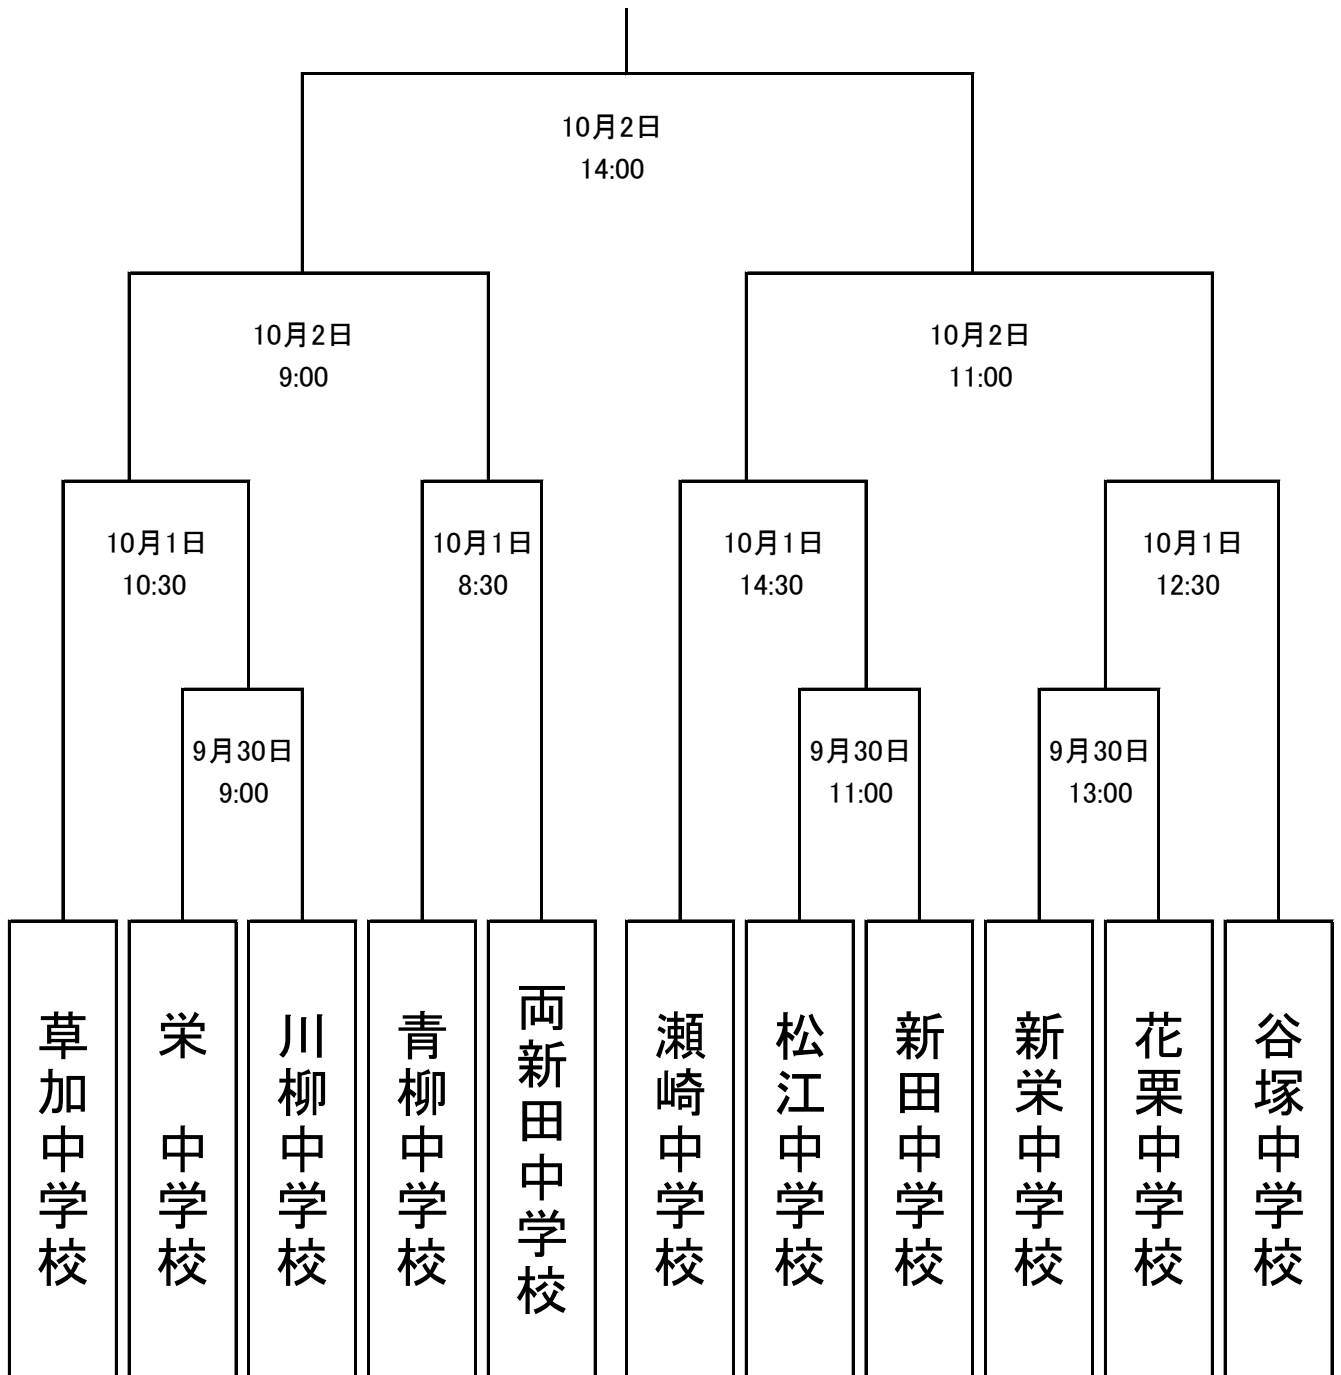 10月2日
14:00
10月2日
9:00
10月2日
11:00
10月1日
10:30
10月1日
8:30
10月1日
14:30
10月1日
12:30
9月30日
9:00
9月30日
11:00
9月30日
13:00
草加中学校
栄　中学校
川柳中学校
青柳中学校
両新田中学校
瀬崎中学校
松江中学校
新田中学校
新栄中学校
花栗中学校
谷塚中学校